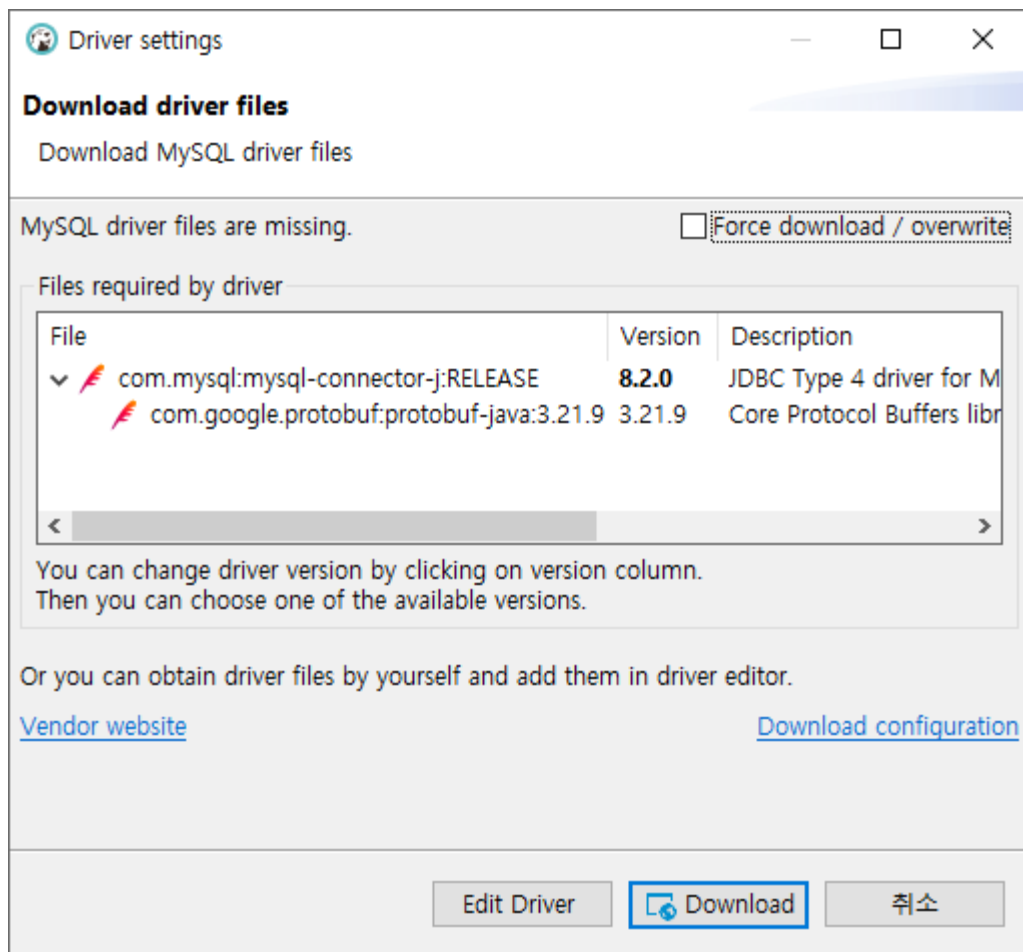 Driver settings
Download driver files
Download MySQL driver files
MySQL driver files are missing.
Force download / overwrite
Files required by driver
File Version Description
com.mysql:mysql-connector-j:RELEASE 8.2.0 JDBC Type 4 driver for M
com.google.protobuf:protobuf-java:3.21.9 3.21.9 Core Protocol Buffers libr
You can change driver version by clicking on version column.
Then you can choose one of the available versions.
Or you can obtain driver files by yourself and add them in driver editor.
Vendor website Download configuration
Edit Driver Download 취소